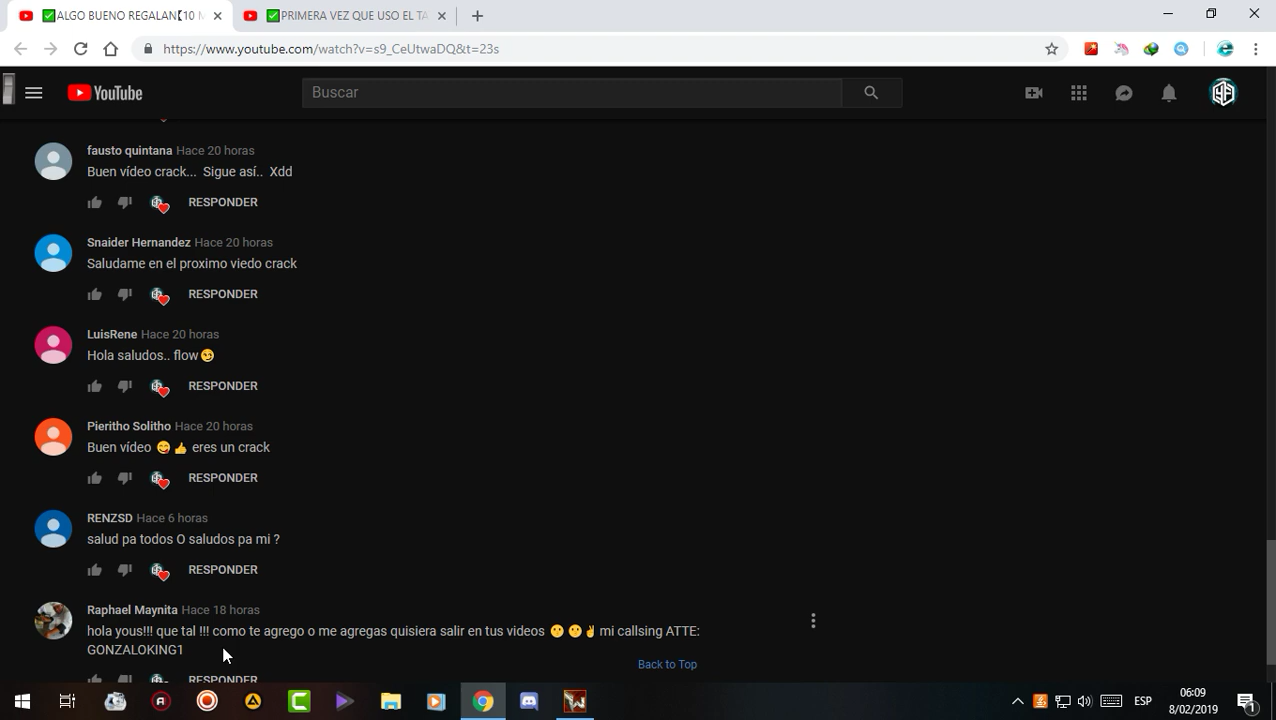 ALGO BUENO REGALAN【10 M
PRIMERA VEZ QUE USO EL TA
https://www.youtube.com/watch?v=s9_CeUtwaDQ&t=23s
YouTube
Buscar
fausto quintana Hace 20 horas
Buen vídeo crack... Sigue así.. Xdd
RESPONDER
Snaider Hernandez Hace 20 horas
Saludame en el proximo viedo crack
RESPONDER
LuisRene Hace 20 horas
Hola saludos.. flow😏
RESPONDER
Pieritho Solitho Hace 20 horas
Buen vídeo 😋👍 eres un crack
RESPONDER
RENZSD Hace 6 horas
salud pa todos O saludos pa mi ?
RESPONDER
Raphael Maynita Hace 18 horas
hola yous!!! que tal !!! como te agrego o me agregas quisiera salir en tus videos 😶😶✌ mi callsing ATTE:
GONZALOKING1
Back to Top
RESPONDER
ESP
06:09
8/02/2019
1